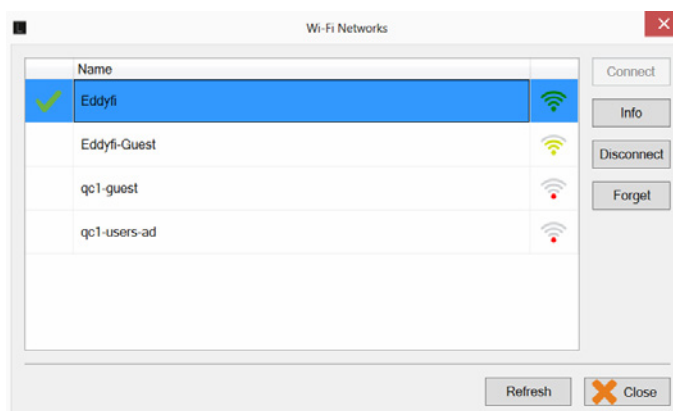 L
Wi-Fi Networks
Name
Connect
Eddyfi
Info
Eddyfi-Guest
Disconnect
qc1-guest
Forget
qc1-users-ad
Refresh
Close